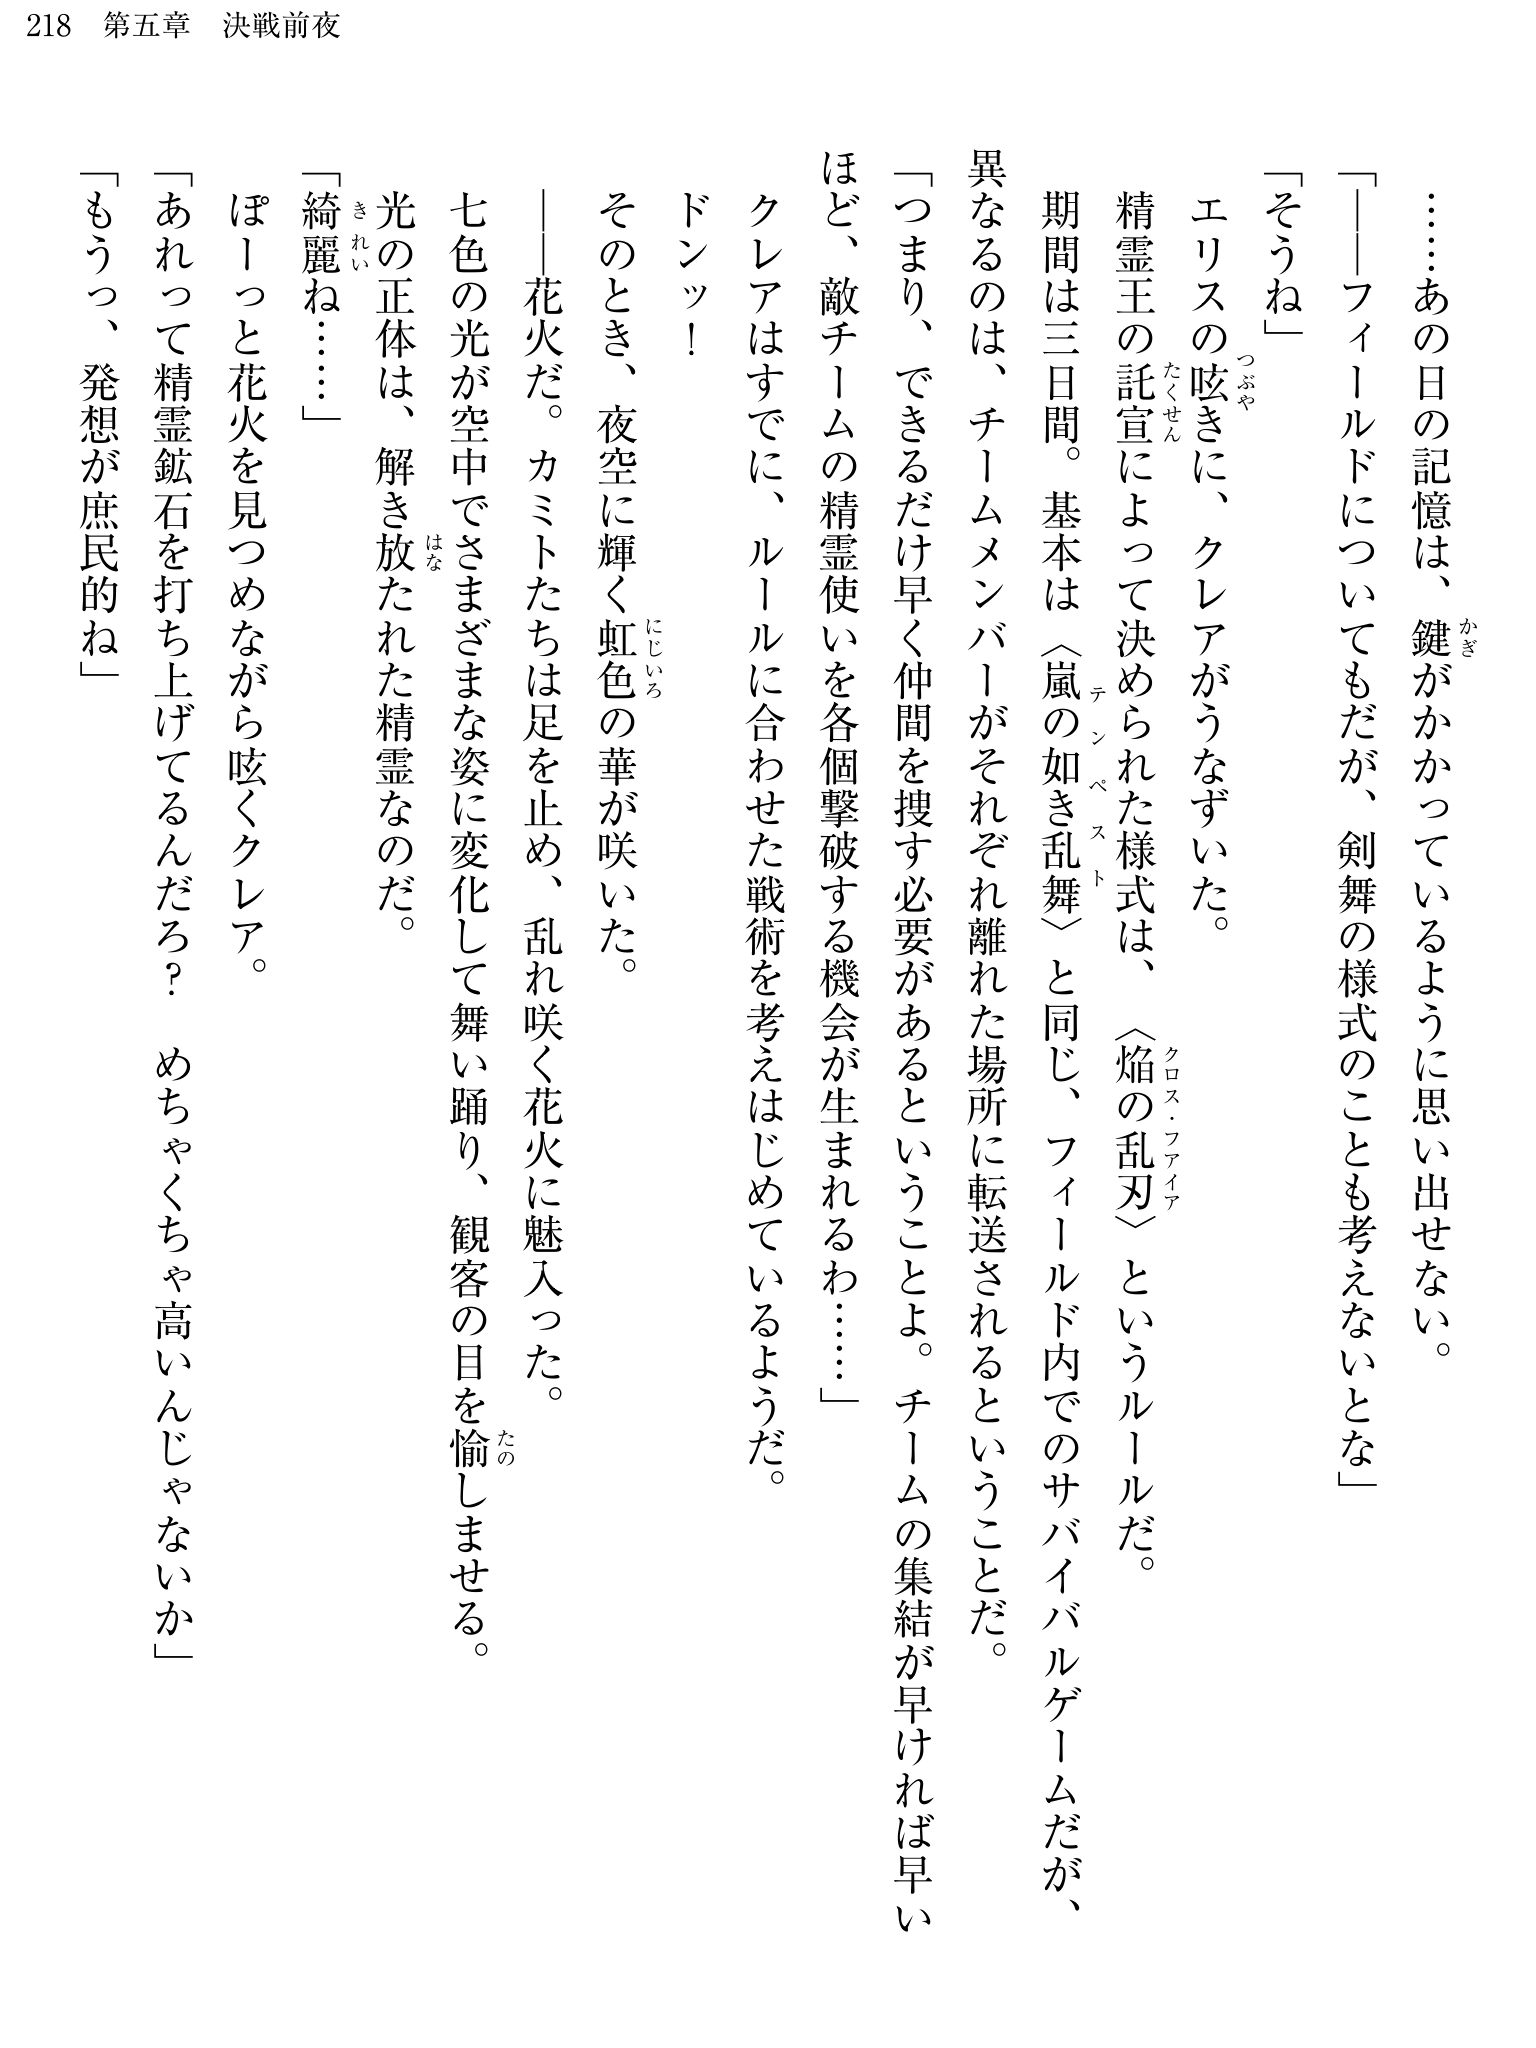 218　第五章　決戦前夜
……あの日の記憶は、鍵がかかっているように思い出せない。
「――フィールドについてもだが、剣舞の様式のことも考えないとな」
「そうね」
エリスの呟きに、クレアがうなずいた。
精霊王の託宣によって決められた様式は、〈焔の乱刃〉というルールだ。
期間は三日間。基本は〈嵐の如き乱舞〉と同じ、フィールド内でのサバイバルゲームだが、
異なるのは、チームメンバーがそれぞれ離れた場所に転送されるということだ。
「つまり、できるだけ早く仲間を捜す必要があるということよ。チームの集結が早ければ早い
ほど、敵チームの精霊使いを各個撃破する機会が生まれるわ……」
クレアはすでに、ルールに合わせた戦術を考えはじめているようだ。
ドンッ！
そのとき、夜空に輝く虹色の華が咲いた。
――花火だ。カミトたちは足を止め、乱れ咲く花火に魅入った。
七色の光が空中でさまざまな姿に変化して舞い踊り、観客の目を愉しませる。
光の正体は、解き放たれた精霊なのだ。
「綺麗ね……」
ぽーっと花火を見つめながら呟くクレア。
「あれって精霊鉱石を打ち上げてるんだろ？　めちゃくちゃ高いんじゃないか」
「もうっ、発想が庶民的ね」
かぎ
つぶや
たくせん
クロス・ファイア
テンペスト
にじいろ
たの
はな
きれい